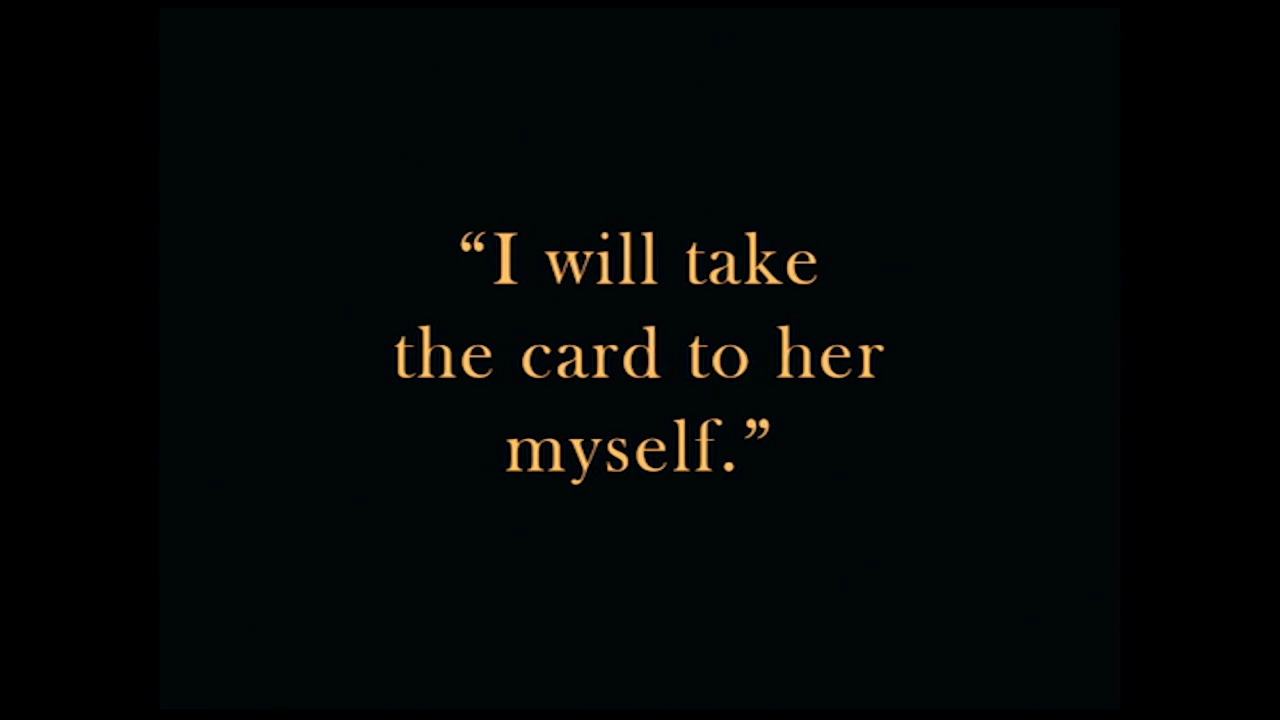 “I will take
the card to her
myself.”